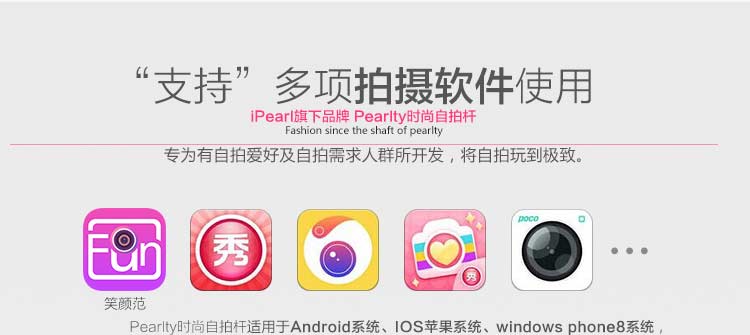 “支持” 多项拍摄软件使用
iPearl旗下品牌 Pearlty时尚自拍杆
Fashion since the shaft of pearlty
专为有自拍爱好及自拍需求人群所开发，将自拍玩到极致。
Fun 秀 秀 poco
笑颜范
Pearlty时尚自拍杆适用于Android系统、IOS苹果系统、windows phone8系统，